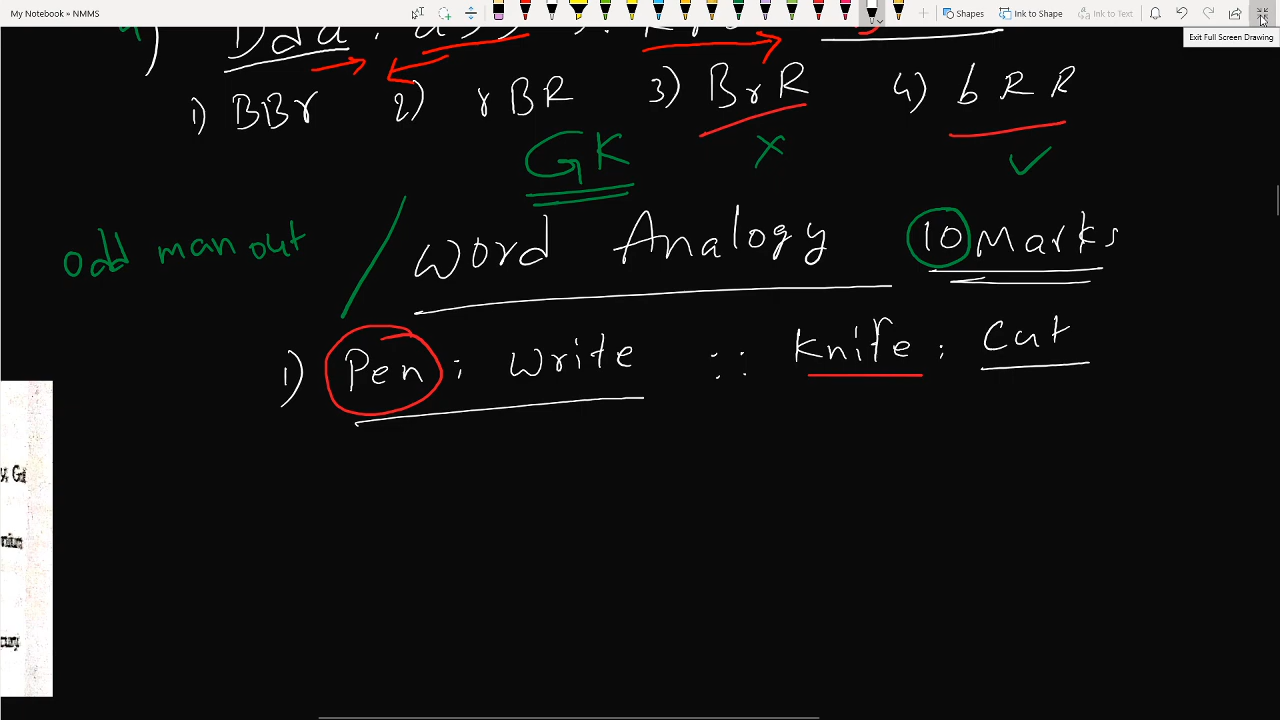 My Notebook » NMMS
Shapes Ink to Shape Ink to Text
Exit Full Screen Drawing
1) BBr 2) rBR 3) BrR 4) bRR
GK
odd man out / Word Analogy 10 Marks
1) Pen : Write :: Knife : Cut